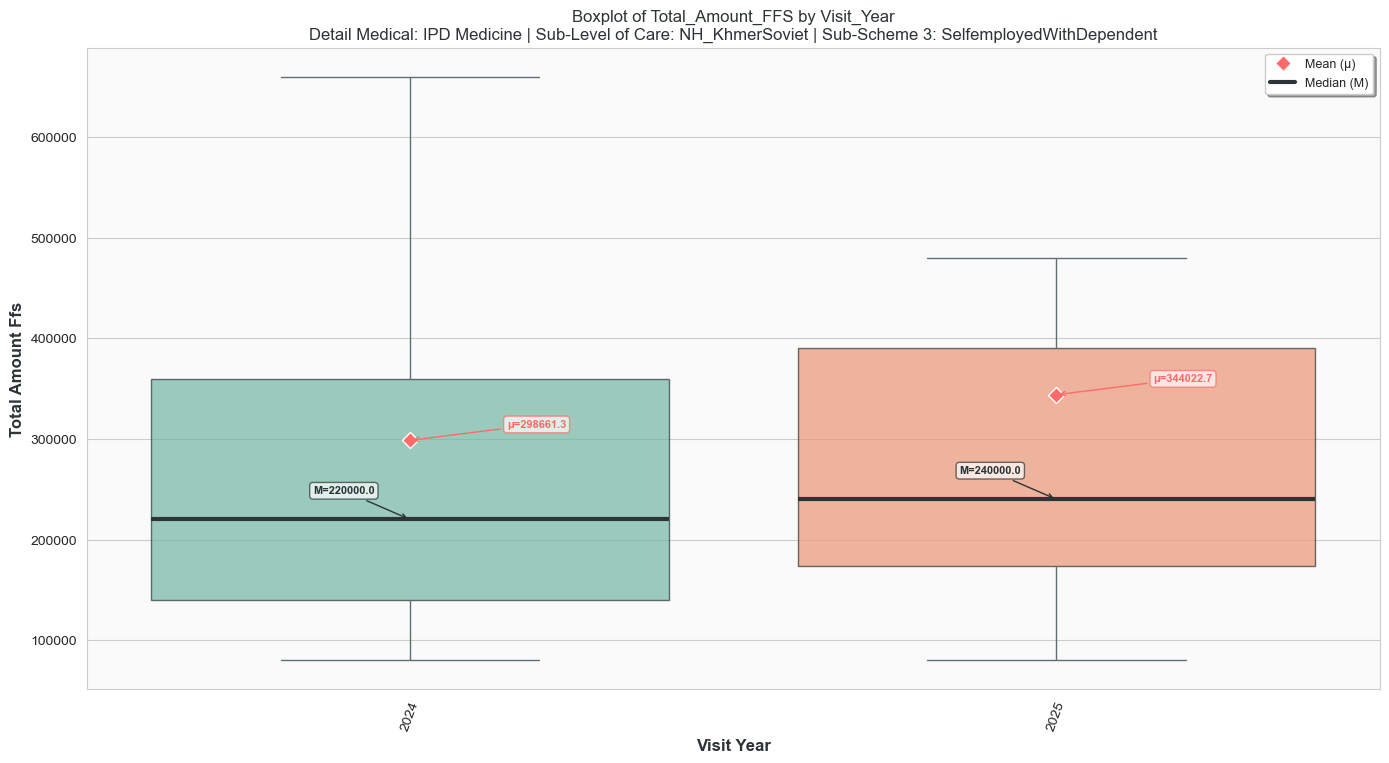 Boxplot of Total_Amount_FFS by Visit_Year
Detail Medical: IPD Medicine | Sub-Level of Care: NH_KhmerSoviet | Sub-Scheme 3: SelfemployedWithDependent
Mean (μ)
Median (M)
Total Amount Ffs
600000
500000
400000
300000
200000
100000
μ=298661.3
M=220000.0
μ=344022.7
M=240000.0
2024
2025
Visit Year